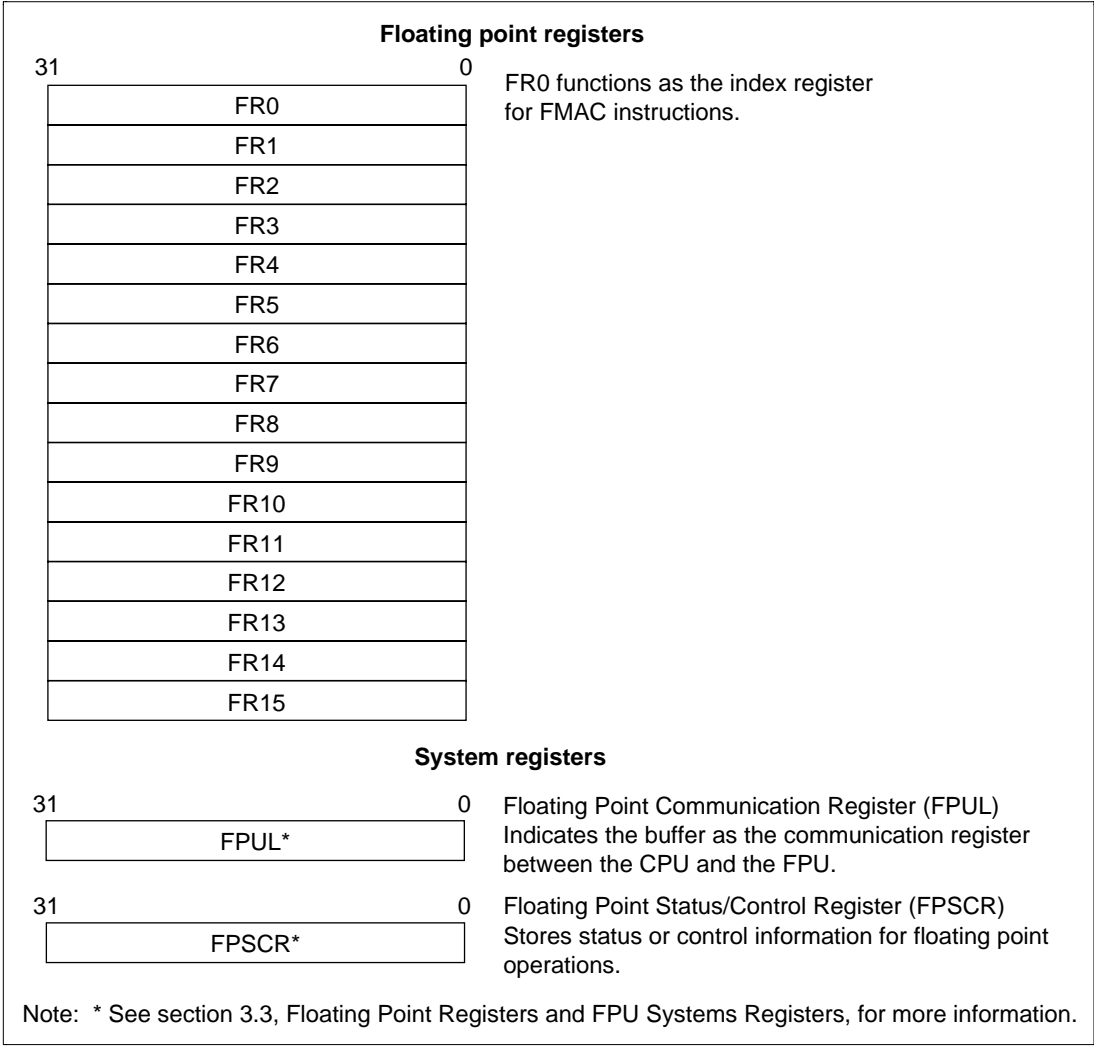 Floating point registers
31 0
FR0 functions as the index register
for FMAC instructions.
FR0
FR1
FR2
FR3
FR4
FR5
FR6
FR7
FR8
FR9
FR10
FR11
FR12
FR13
FR14
FR15
System registers
31 0
FPUL*
Floating Point Communication Register (FPUL)
Indicates the buffer as the communication register
between the CPU and the FPU.
31 0
FPSCR*
Floating Point Status/Control Register (FPSCR)
Stores status or control information for floating point
operations.
Note: * See section 3.3, Floating Point Registers and FPU Systems Registers, for more information.